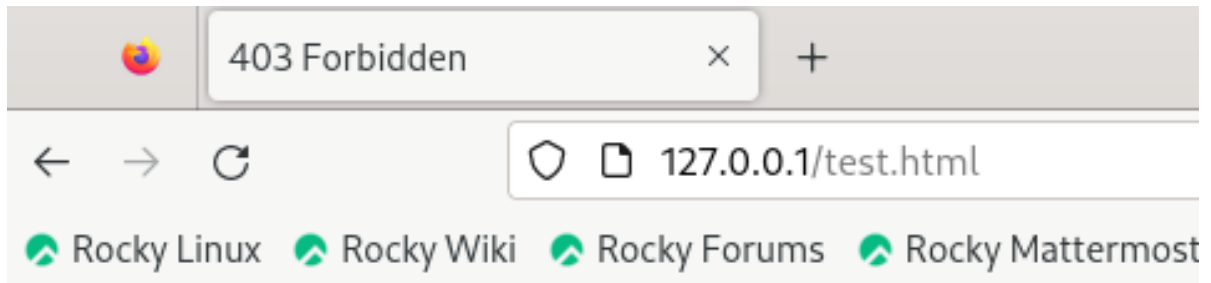 403 Forbidden
127.0.0.1/test.html
Rocky Linux Rocky Wiki Rocky Forums Rocky Mattermost